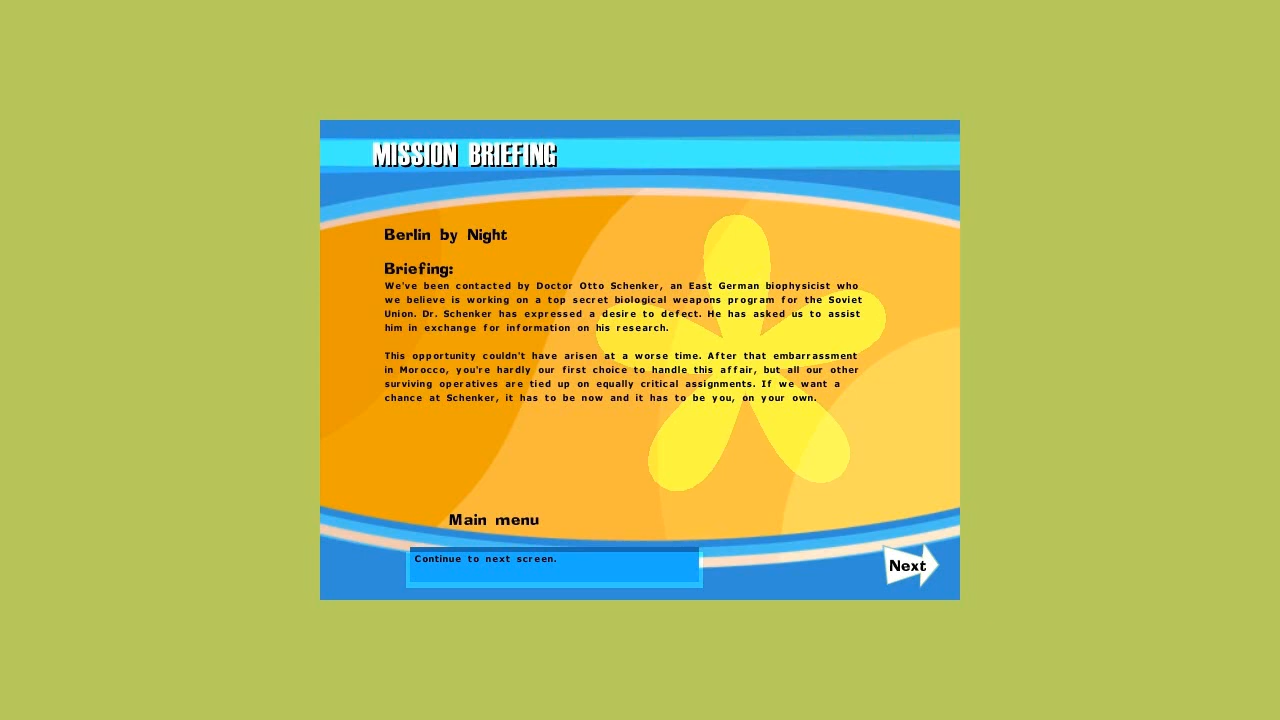 MISSION BRIEFING
Berlin by Night
Briefing:
We've been contacted by Doctor Otto Schenker, an East German biophysicist who
we believe is working on a top secret biological weapons program for the Soviet
Union. Dr. Schenker has expressed a desire to defect. He has asked us to assist
him in exchange for information on his research.
This opportunity couldn't have arisen at a worse time. After that embarrassment
in Morocco, you're hardly our first choice to handle this affair, but all our other
surviving operatives are tied up on equally critical assignments. If we want a
chance at Schenker, it has to be now and it has to be you, on your own.
Main menu
Continue to next screen.
Next